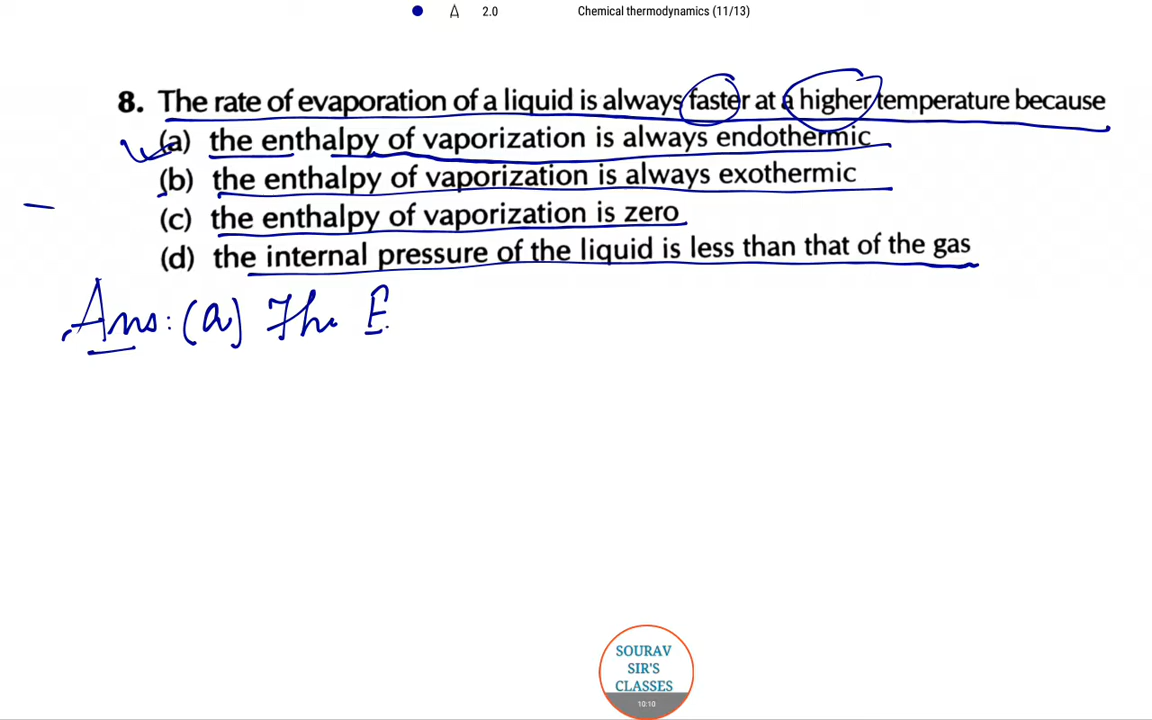 2.0 Chemical thermodynamics (11/13)
8. The rate of evaporation of a liquid is always faster at a higher temperature because
(a) the enthalpy of vaporization is always endothermic
(b) the enthalpy of vaporization is always exothermic
(c) the enthalpy of vaporization is zero
(d) the internal pressure of the liquid is less than that of the gas
Ans: (a) The E
SOURAV
SIR'S
CLASSES
10:10